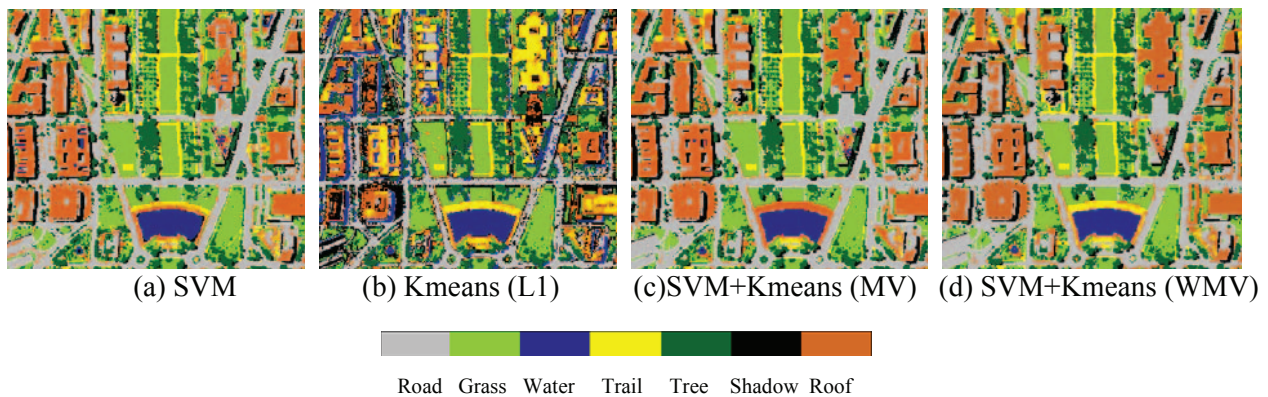 (a) SVM (b) Kmeans (L1) (c)SVM+Kmeans (MV) (d) SVM+Kmeans (WMV)
Road Grass Water Trail Tree Shadow Roof